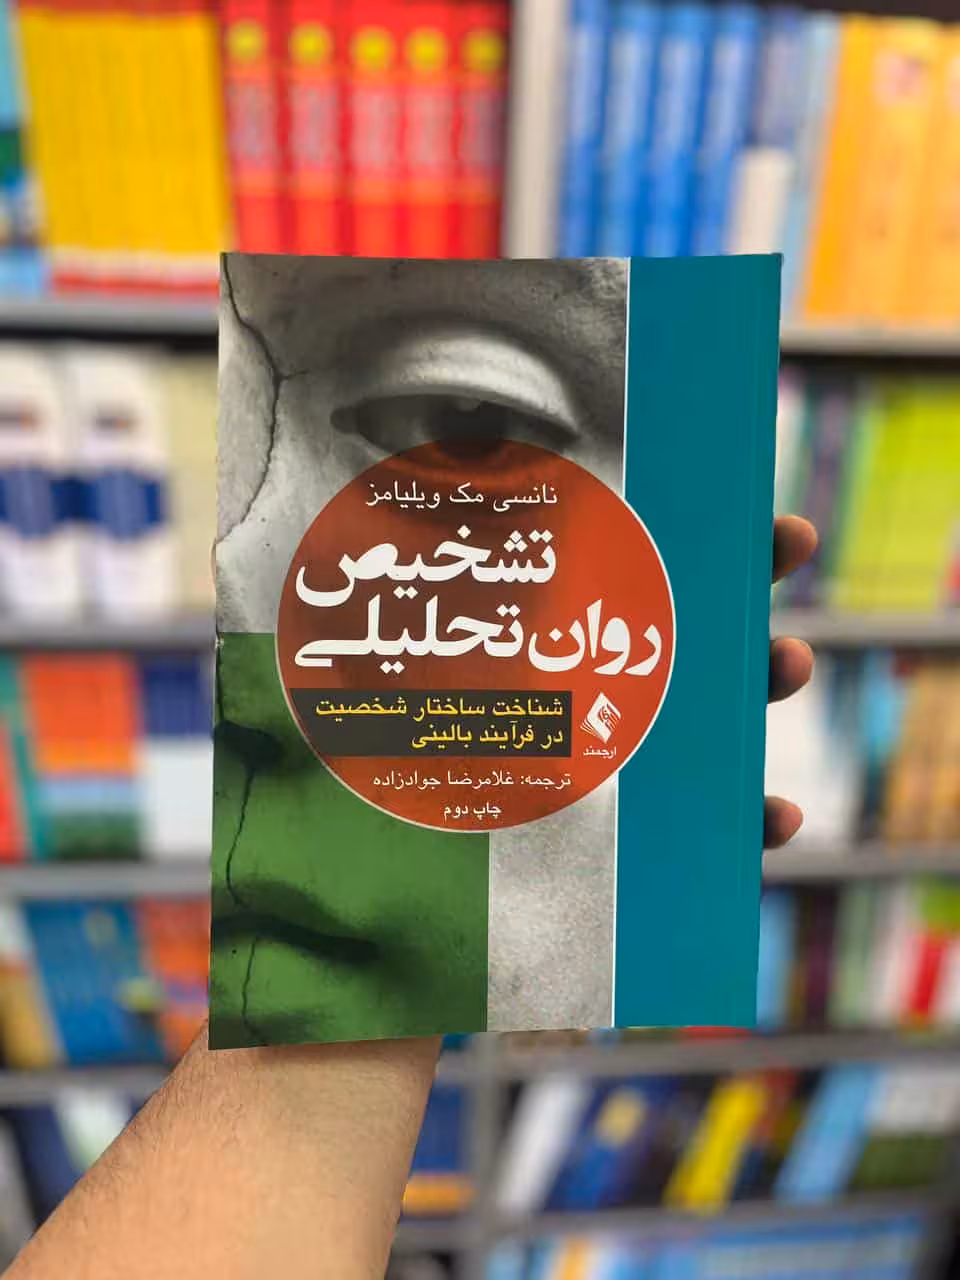 نانسی مک ویلیامز
تشخیص
روان تحلیلی
شناخت ساختار شخصیت
در فرآیند بالینی
ارجمند
ترجمه: غلامرضا جوادزاده
چاپ دوم